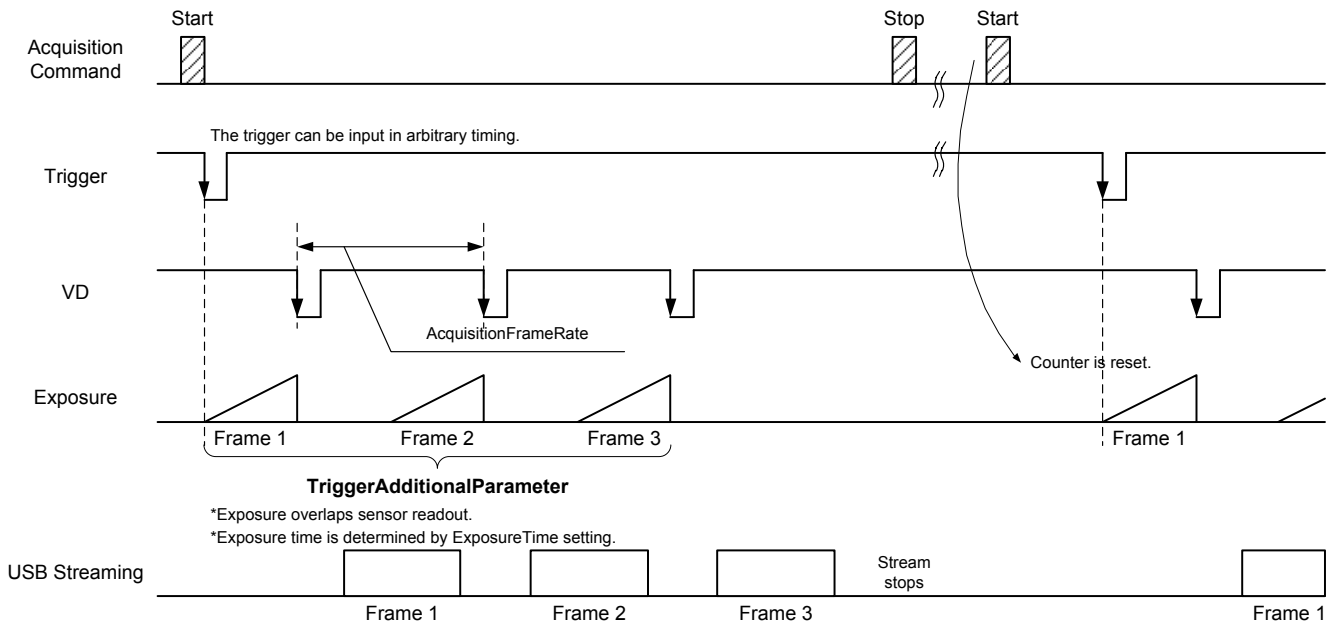 Start
Stop
Start
Acquisition
Command
The trigger can be input in arbitrary timing.
Trigger
VD
AcquisitionFrameRate
Counter is reset.
Exposure
Frame 1
Frame 2
Frame 3
Frame 1
TriggerAdditionalParameter
*Exposure overlaps sensor readout.
*Exposure time is determined by ExposureTime setting.
USB Streaming
Stream
stops
Frame 1
Frame 2
Frame 3
Frame 1